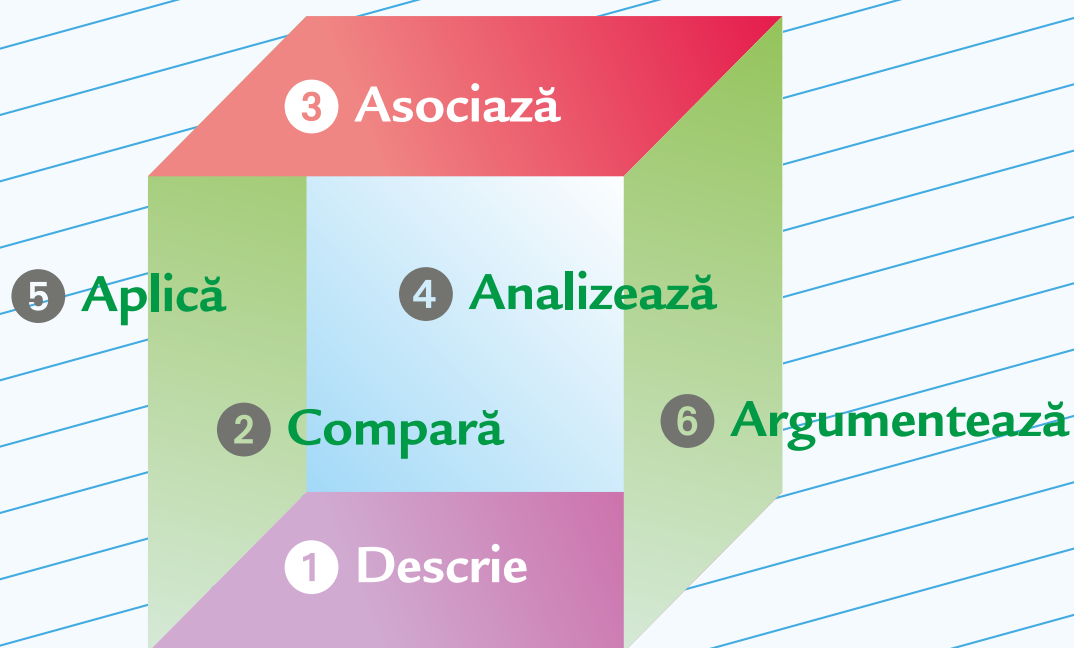 3 Asociază
5 Aplică
4 Analizează
2 Compară
6 Argumentează
1 Descrie